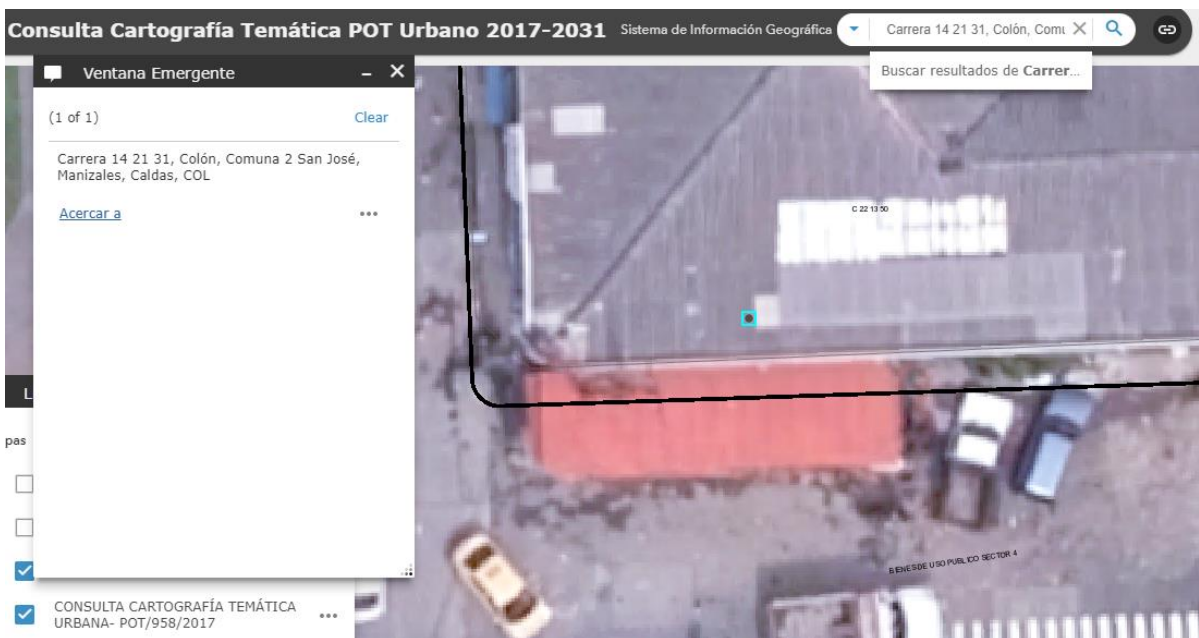 Consulta Cartografía Temática POT Urbano 2017-2031 Sistema de Información Geográfica
Carrera 14 21 31, Colón, Comu
Buscar resultados de Carrer...
Ventana Emergente
(1 of 1) Clear
Carrera 14 21 31, Colón, Comuna 2 San José,
Manizales, Caldas, COL
Acercar a
C 22 13 50
L
pas
BIENES DE USO PUBLICO SECTOR 4
CONSULTA CARTOGRAFÍA TEMÁTICA
URBANA- POT/958/2017